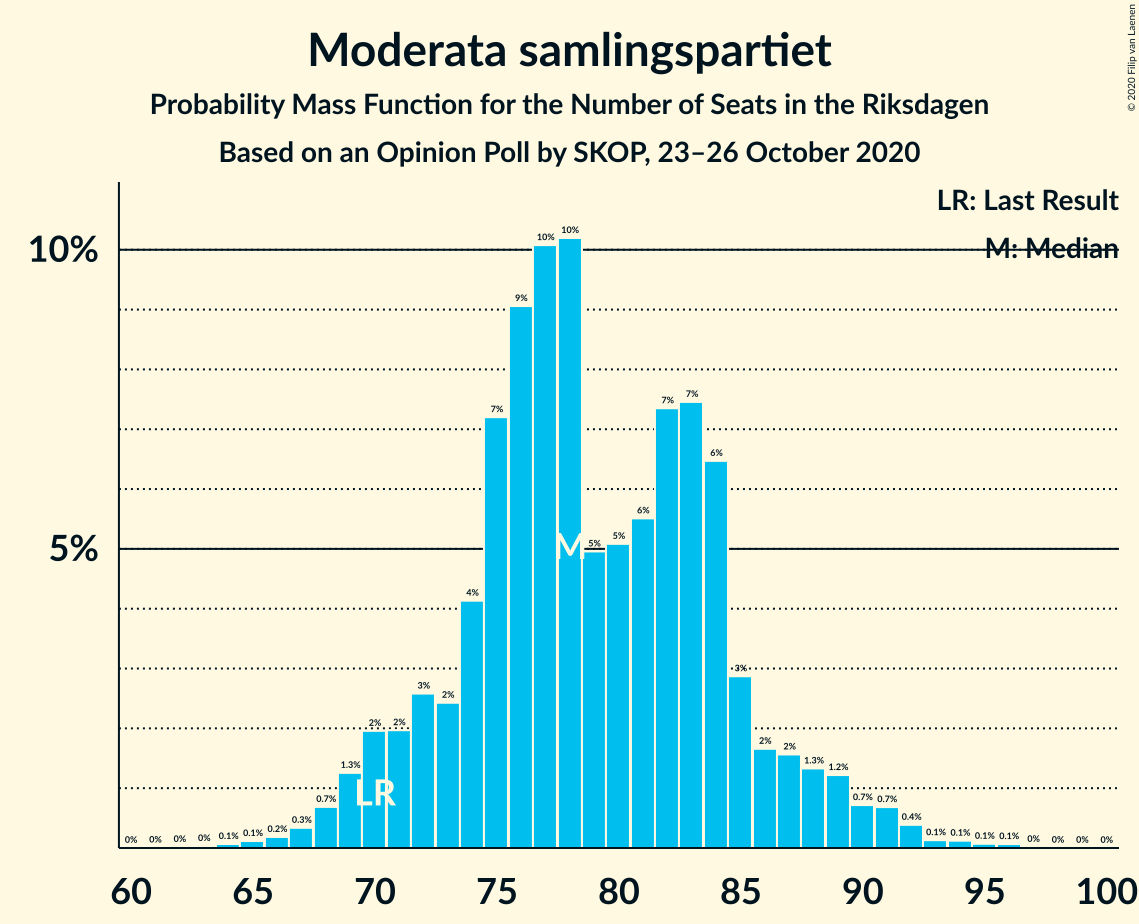 © 2020 Filip van Laenen
Moderata samlingspartiet
Probability Mass Function for the Number of Seats in the Riksdagen
Based on an Opinion Poll by SKOP, 23–26 October 2020
LR: Last Result
M: Median
10%
5%
0% 0% 0% 0% 0.1% 0.1% 0.2% 0.3% 0.7% 1.3% 2% 2% 3% 2% 4% 7% 9% 10% 10% 5% 5% 6% 7% 7% 6% 3% 2% 2% 1.3% 1.2% 0.7% 0.7% 0.4% 0.1% 0.1% 0.1% 0.1% 0% 0% 0% 0%
M
LR
60 65 70 75 80 85 90 95 100